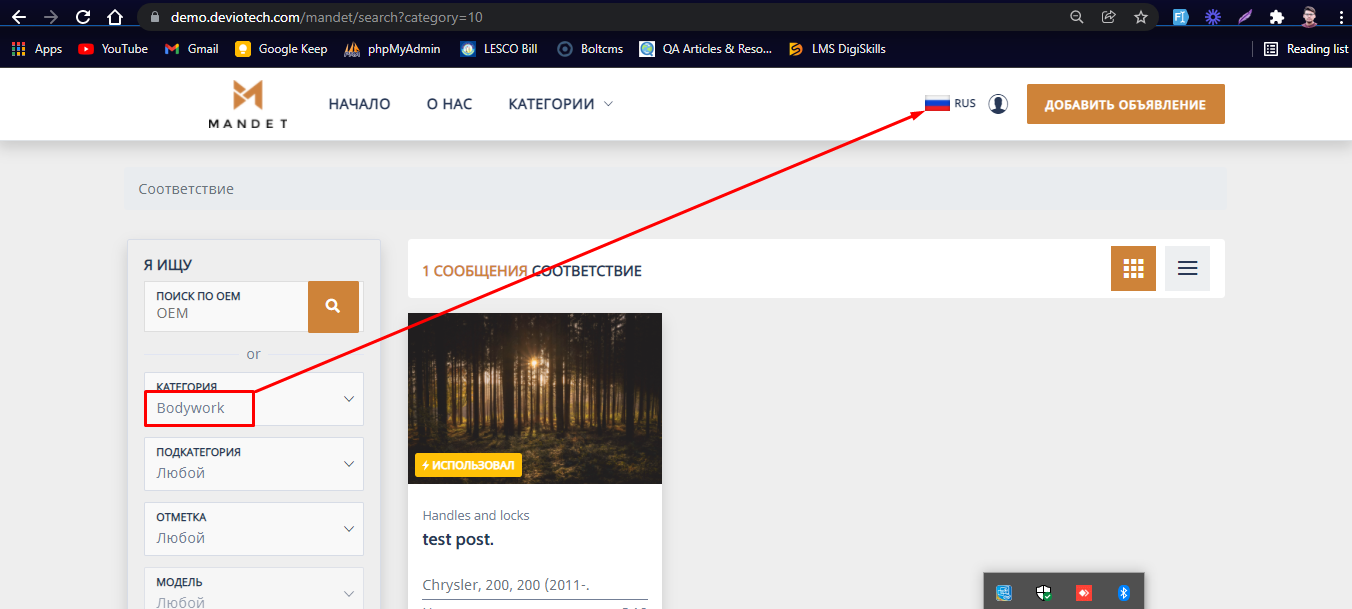 demo.deviotech.com/mandet/search?category=10
Apps YouTube Gmail Google Keep phpMyAdmin LESCO Bill Boltcms QA Articles & Reso... LMS DigiSkills Reading list
MANDET
НАЧАЛО О НАС КАТЕГОРИИ RUS ДОБАВИТЬ ОБЪЯВЛЕНИЕ
Соответствие
Я ИЩУ
ПОИСК ПО OEM
OEM
or
КАТЕГОРИЯ
Bodywork
ПОДКАТЕГОРИЯ
Любой
ОТМЕТКА
Любой
МОДЕЛЬ
Любой
1 СООБЩЕНИЯ СООТВЕТСТВИЕ
ИСПОЛЬЗОВАЛ
Handles and locks
test post.
Chrysler, 200, 200 (2011-.